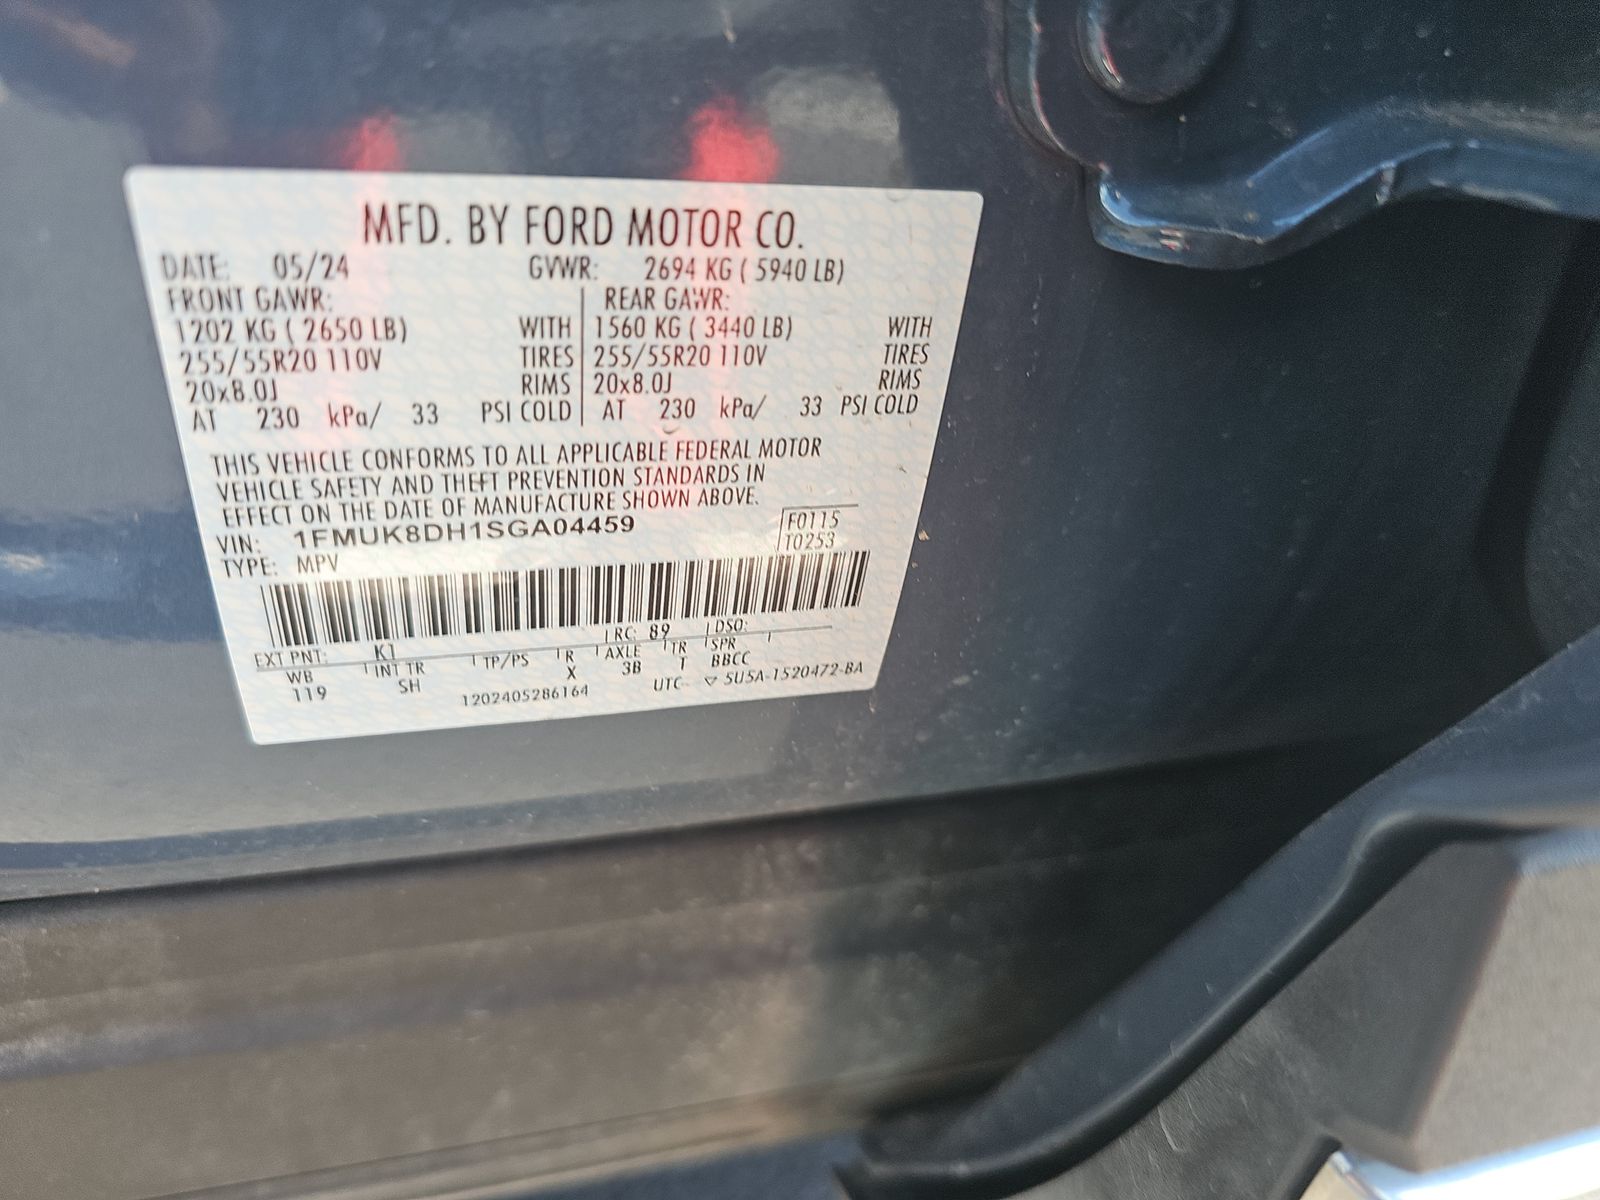 MFD. BY FORD MOTOR CO.
DATE: 05/24 GVWR: 2694 KG ( 5940 LB)
FRONT GAWR: REAR GAWR:
1202 KG ( 2650 LB) WITH 1560 KG ( 3440 LB) WITH
255/55R20 110V TIRES 255/55R20 110V TIRES
20x8.0J RIMS 20x8.0J RIMS
AT 230 kPa/ 33 PSI COLD AT 230 kPa/ 33 PSI COLD
THIS VEHICLE CONFORMS TO ALL APPLICABLE FEDERAL MOTOR
VEHICLE SAFETY AND THEFT PREVENTION STANDARDS IN
EFFECT ON THE DATE OF MANUFACTURE SHOWN ABOVE.
VIN: 1FMUK8DH1SGA04459 F0115
TYPE: MPV T0253
EXT PNT: K1 RC: 89 DSO:
WB INT TR TP/PS R AXLE TR SPR
119 SH X 3B T BBCC
1202405286164 UTC ▽ 5U5A-1520472-BA